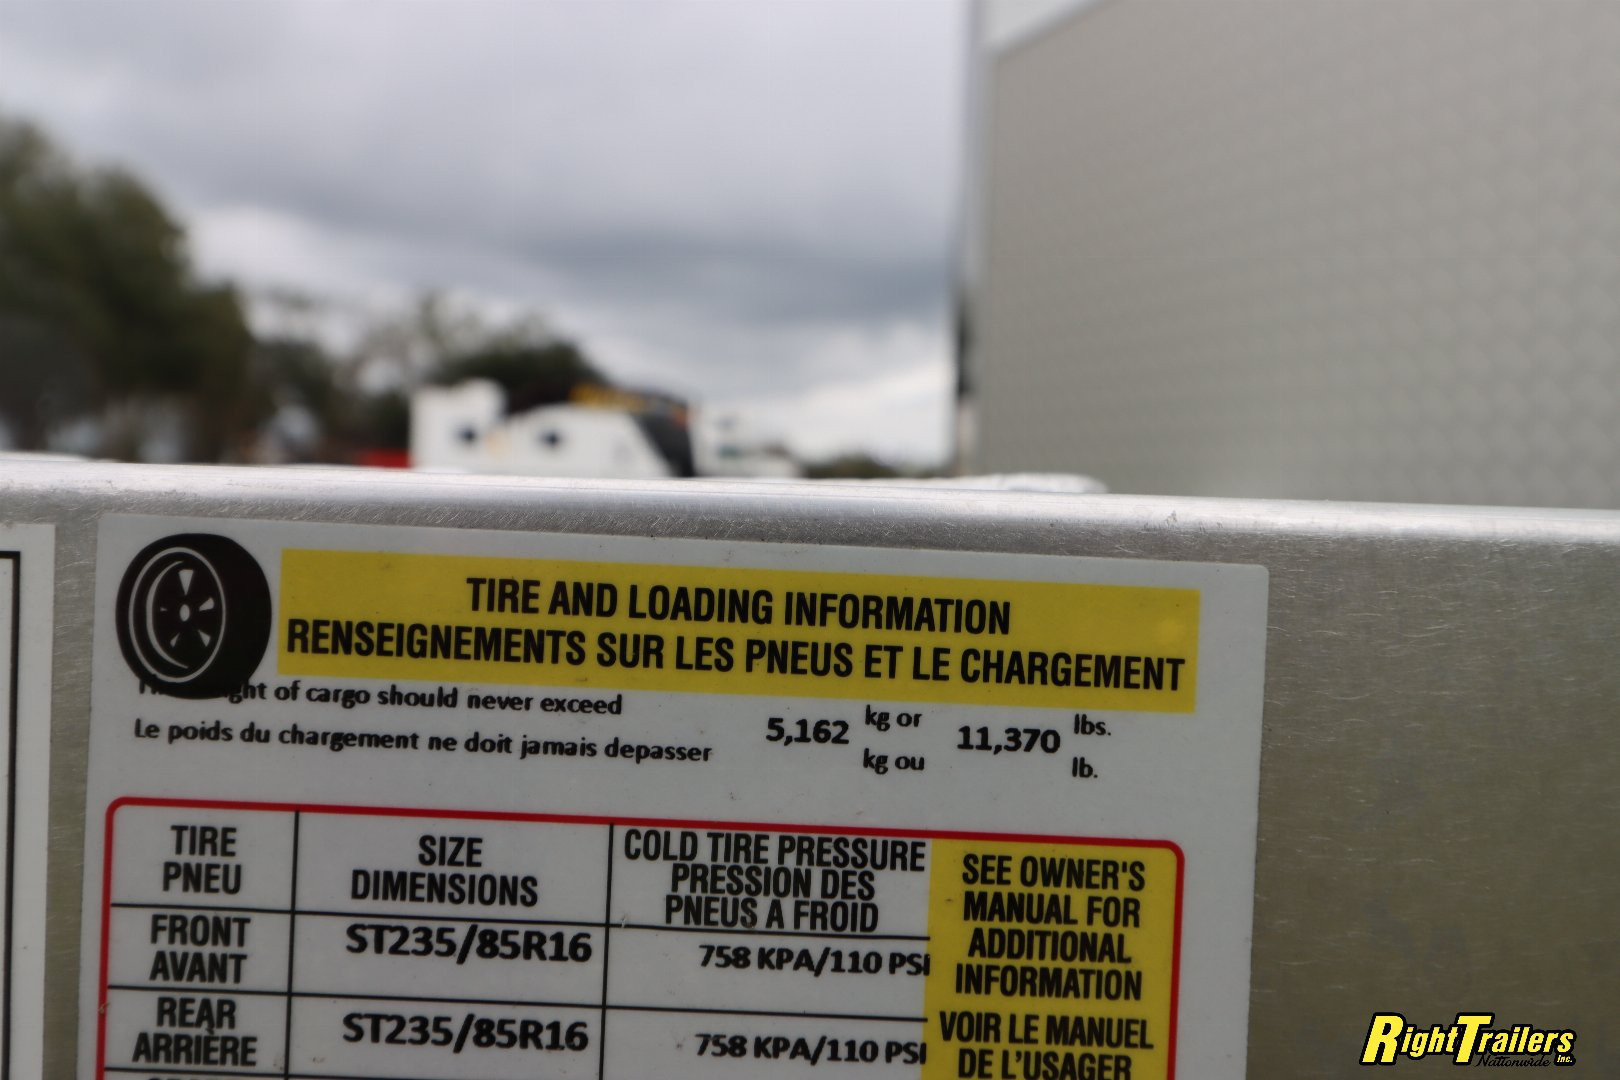 TIRE AND LOADING INFORMATION
RENSEIGNEMENTS SUR LES PNEUS ET LE CHARGEMENT
of cargo should never exceed
5,162 kg or 11,370 lbs.
Le poids du chargement ne doit jamais depasser
kg ou lb.
TIRE
PNEU
SIZE
DIMENSIONS
COLD TIRE PRESSURE
PRESSION DES
PNEUS A FROID
SEE OWNER'S
MANUAL FOR
ADDITIONAL
INFORMATION
VOIR LE MANUEL
DE L'USAGER
FRONT
AVANT
ST235/85R16
758 KPA/110 PSI
REAR
ARRIÈRE
ST235/85R16
758 KPA/110 PSI
RightTrailers
Nationwide Inc.